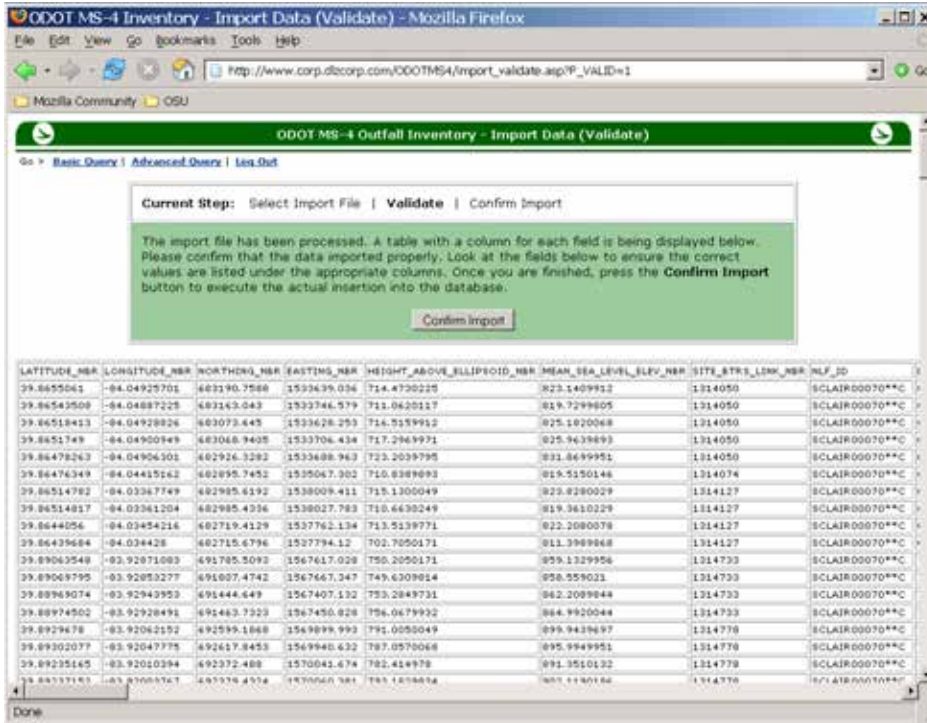 ODOT MS-4 Inventory - Import Data (Validate) - Mozilla Firefox
File Edit View Go Bookmarks Tools Help
http://www.corp.dlzcorp.com/ODOTMS4/import_validate.asp?P_VALID=1 Go
Mozilla Community OSU
ODOT MS-4 Outfall Inventory - Import Data (Validate)
Go > Basic Query | Advanced Query | Log Out
Current Step: Select Import File | Validate | Confirm Import
The import file has been processed. A table with a column for each field is being displayed below.
Please confirm that the data imported properly. Look at the fields below to ensure the correct
values are listed under the appropriate columns. Once you are finished, press the Confirm Import
button to execute the actual insertion into the database.
Confirm Import
LATITUDE_NBR LONGITUDE_NBR NORTHING_NBR EASTING_NBR HEIGHT_ABOVE_ELLIPSOID_NBR MEAN_SEA_LEVEL_ELEV_NBR SITE_BTRS_LINK_NBR NLF_ID
39.8655061 -84.04925701 683190.7588 1533639.036 714.4730225 823.1409912 1314050 SCLAIR00070**C
39.86543508 -84.04887225 683163.043 1533746.579 711.0620117 819.7299805 1314050 SCLAIR00070**C
39.86518413 -84.04928026 683073.645 1533628.253 716.5159912 825.1820068 1314050 SCLAIR00070**C
39.8651749 -84.04900949 683068.9405 1533706.434 717.2969971 825.9639893 1314050 SCLAIR00070**C
39.86478263 -84.04906301 682926.3282 1533688.963 723.2039795 831.8699951 1314050 SCLAIR00070**C
39.86476349 -84.04415162 682895.7452 1535067.302 710.8389893 819.5150146 1314074 SCLAIR00070**C
39.86514782 -84.03367749 682985.6192 1538009.411 715.1300049 823.8280029 1314127 SCLAIR00070**C
39.86514817 -84.03361204 682985.4336 1538027.783 710.6630249 819.3610229 1314127 SCLAIR00070**C
39.8644056 -84.03454216 682719.4129 1537762.134 713.5139771 822.2080078 1314127 SCLAIR00070**C
39.86439684 -84.034428 682715.6796 1537794.12 702.7050171 811.3989868 1314127 SCLAIR00070**C
39.89063548 -83.92871083 691785.5093 1567617.028 750.2050171 859.1329956 1314733 SCLAIR00070**C
39.89069795 -83.92853277 691807.4742 1567667.347 749.6309814 858.559021 1314733 SCLAIR00070**C
39.88969074 -83.92943953 691444.649 1567407.132 753.2849731 862.2089844 1314733 SCLAIR00070**C
39.88974502 -83.92928491 691463.7323 1567450.828 756.0679932 864.9920044 1314733 SCLAIR00070**C
39.8929678 -83.92062152 692599.1868 1569899.993 791.0050049 899.9439697 1314778 SCLAIR00070**C
39.89302077 -83.92047775 692617.8453 1569940.632 787.0570068 895.9949951 1314778 SCLAIR00070**C
39.89235165 -83.92010394 692372.488 1570041.674 782.414978 891.3510132 1314778 SCLAIR00070**C
Done